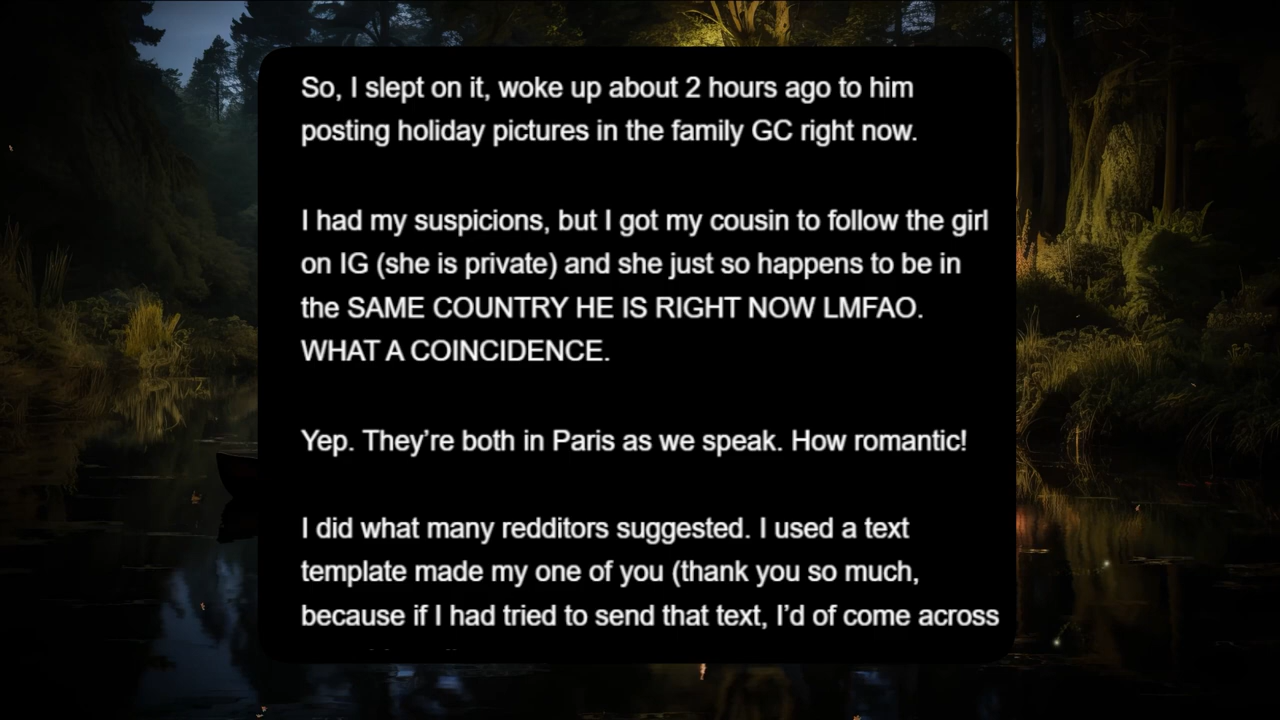 So, I slept on it, woke up about 2 hours ago to him
posting holiday pictures in the family GC right now.
I had my suspicions, but I got my cousin to follow the girl
on IG (she is private) and she just so happens to be in
the SAME COUNTRY HE IS RIGHT NOW LMFAO.
WHAT A COINCIDENCE.
Yep. They’re both in Paris as we speak. How romantic!
I did what many redditors suggested. I used a text
template made my one of you (thank you so much,
because if I had tried to send that text, I’d of come across